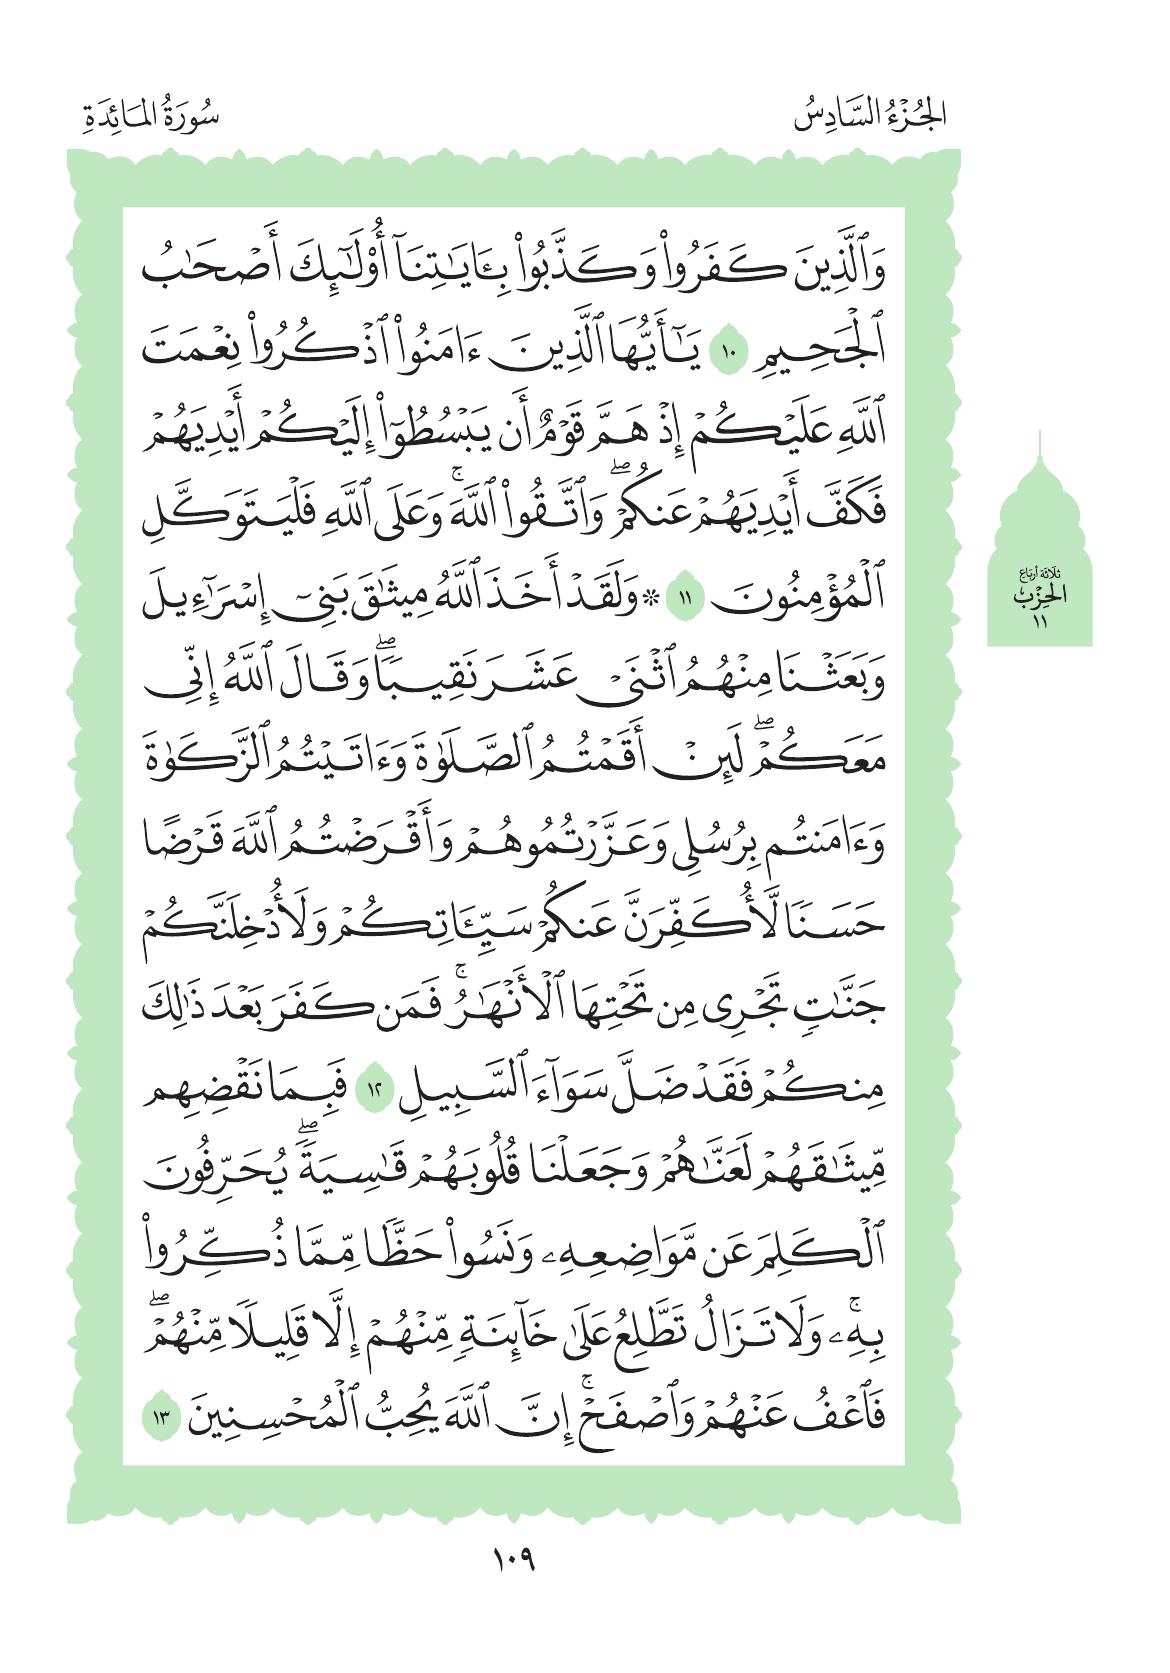 الجُزْءُ السَّادِسُ
سُورَةُ المَائِدَةِ
وَٱلَّذِينَ كَفَرُواْ وَكَذَّبُواْ بِـَٔايَٰتِنَآ أُوْلَٰٓئِكَ أَصْحَٰبُ
ٱلْجَحِيمِ ١٠ يَٰٓأَيُّهَا ٱلَّذِينَ ءَامَنُواْ ٱذْكُرُواْ نِعْمَتَ
ٱللَّهِ عَلَيْكُمْ إِذْ هَمَّ قَوْمٌ أَن يَبْسُطُوٓاْ إِلَيْكُمْ أَيْدِيَهُمْ
فَكَفَّ أَيْدِيَهُمْ عَنكُمْۖ وَٱتَّقُواْ ٱللَّهَۚ وَعَلَى ٱللَّهِ فَلْيَتَوَكَّلِ
ٱلْمُؤْمِنُونَ ١١ ۞ وَلَقَدْ أَخَذَ ٱللَّهُ مِيثَٰقَ بَنِىٓ إِسْرَٰٓءِيلَ
وَبَعَثْنَا مِنْهُمُ ٱثْنَىْ عَشَرَ نَقِيبًاۖ وَقَالَ ٱللَّهُ إِنِّى
مَعَكُمْۖ لَئِنْ أَقَمْتُمُ ٱلصَّلَوٰةَ وَءَاتَيْتُمُ ٱلزَّكَوٰةَ
وَءَامَنتُم بِرُسُلِى وَعَزَّرْتُمُوهُمْ وَأَقْرَضْتُمُ ٱللَّهَ قَرْضًا
حَسَنًا لَّأُكَفِّرَنَّ عَنكُمْ سَيِّـَٔاتِكُمْ وَلَأُدْخِلَنَّكُمْ
جَنَّٰتٍ تَجْرِى مِن تَحْتِهَا ٱلْأَنْهَٰرُۚ فَمَن كَفَرَ بَعْدَ ذَٰلِكَ
مِنكُمْ فَقَدْ ضَلَّ سَوَآءَ ٱلسَّبِيلِ ١٢ فَبِمَا نَقْضِهِم
مِّيثَٰقَهُمْ لَعَنَّٰهُمْ وَجَعَلْنَا قُلُوبَهُمْ قَٰسِيَةًۖ يُحَرِّفُونَ
ٱلْكَلِمَ عَن مَّوَاضِعِهِۦ وَنَسُواْ حَظًّا مِّمَّا ذُكِّرُواْ
بِهِۦۚ وَلَا تَزَالُ تَطَّلِعُ عَلَىٰ خَآئِنَةٍ مِّنْهُمْ إِلَّا قَلِيلًا مِّنْهُمْۖ
فَٱعْفُ عَنْهُمْ وَٱصْفَحْۚ إِنَّ ٱللَّهَ يُحِبُّ ٱلْمُحْسِنِينَ ١٣
ثلاثة أرباع
الحِزْب
١١
١٠٩